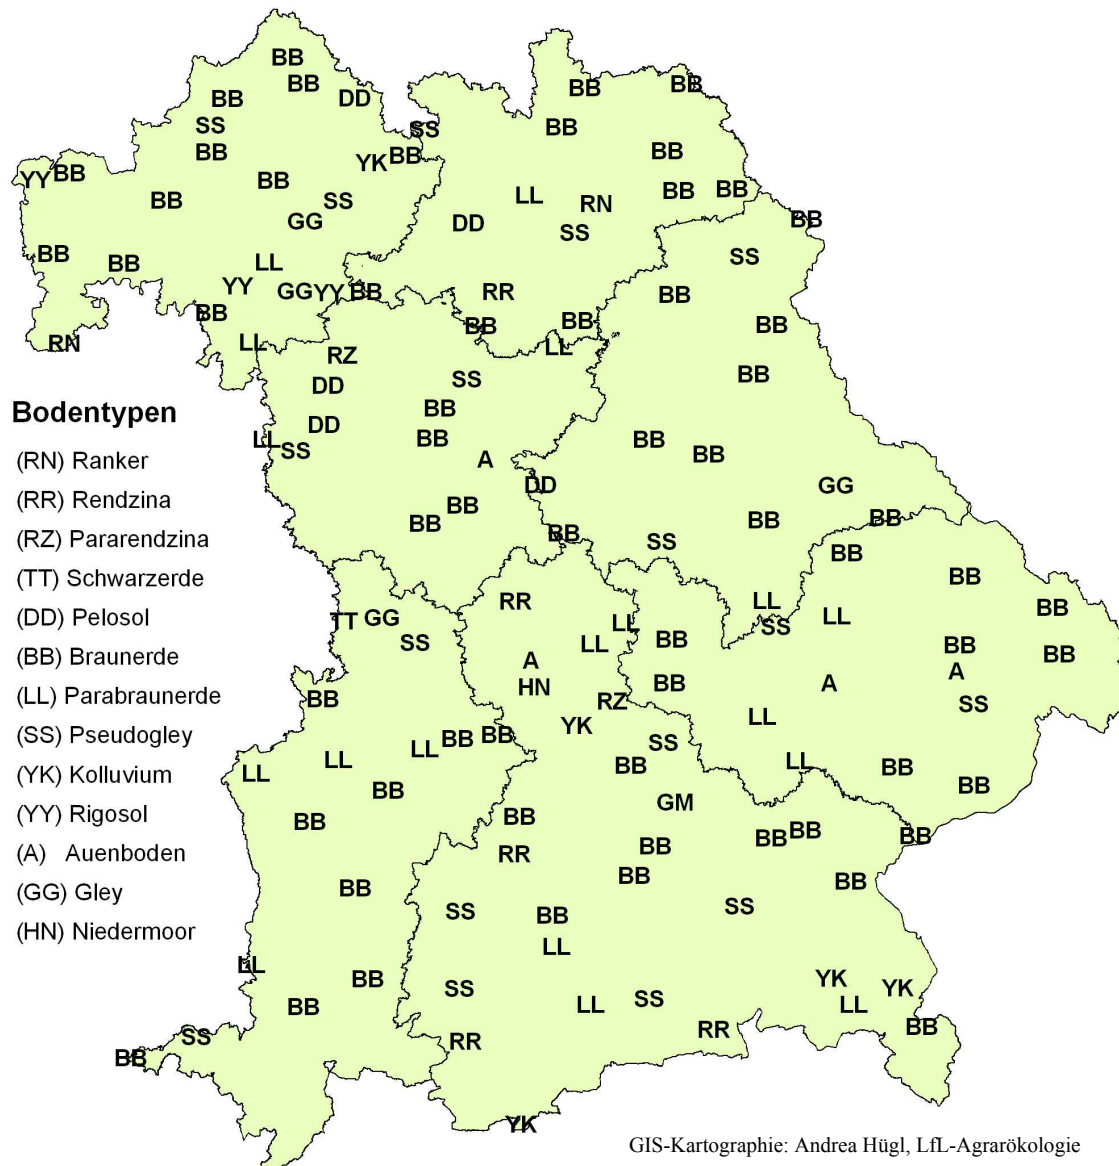 BB
BB
BB DD
BB BB
SS SS
BB
BB YK BB
YY BB BB
BB
BB SS
GG
LL RN
BB BB
DD SS
BB
BB
BB LL
YY GG YY BB
RR
BB
SS
BB
BB
BB
BB BB
RN LL
LL
RZ
DD SS
BB
Bodentypen
BB
DD
LL SS BB
BB
BB
(RN) Ranker
A
DD
GG
(RR) Rendzina
BB
BB
BB BB
(RZ) Pararendzina
BB
SS
BB
(TT) Schwarzerde
BB
RR
LL
BB
(DD) Pelosol
TT GG
LL
SS
LL
SS
BB
LL
(BB) Braunerde
BB
BB
A
A
(LL) Parabraunerde
HN
BB
A
BB
RZ
SS
(SS) Pseudogley
YK
LL
LL BB BB
SS
LL LL
BB
LL
BB
(YK) Kolluvium
BB
BB
GM
(YY) Rigosol
BB
BB
BB BB
BB
(A) Auenboden
RR
BB
BB
BB
(GG) Gley
BB
SS
BB
SS
(HN) Niedermoor
LL
LL
BB
SS
YK YK
BB
LL
SS
LL
SS
RR
RR
BB
BB
YK
GIS-Kartographie: Andrea Hügl, LfL-Agrarökologie